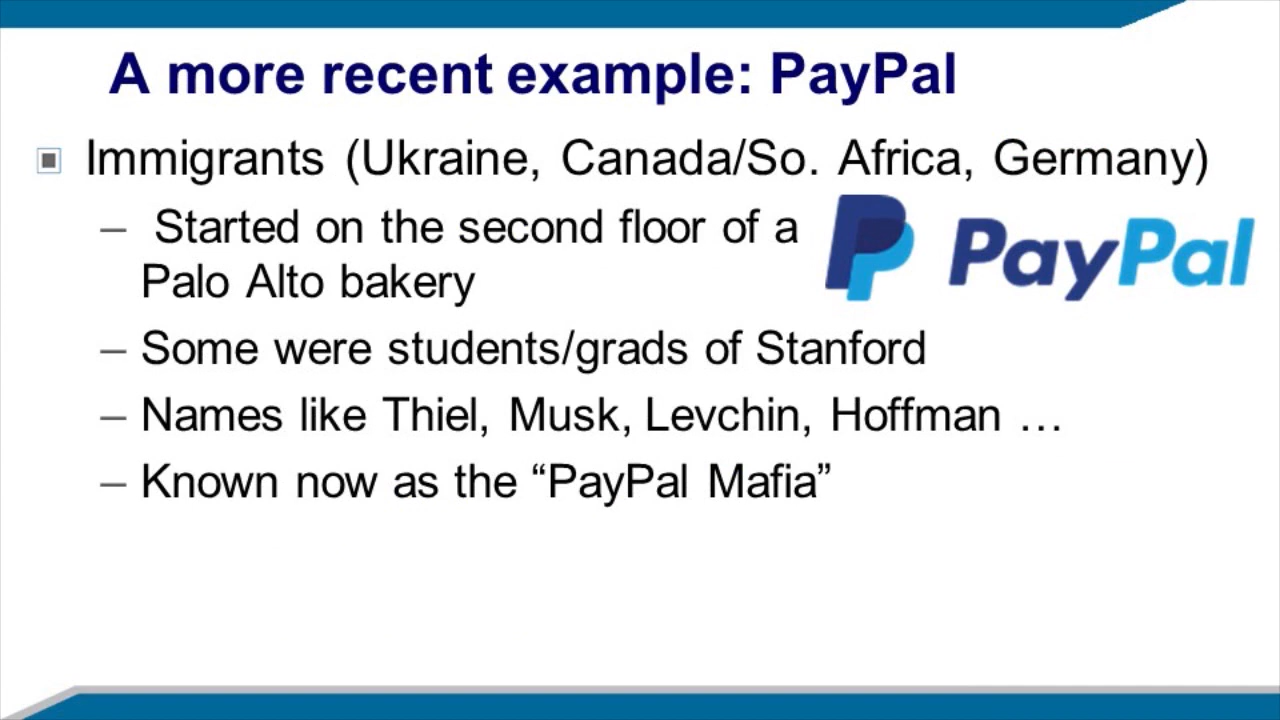 A more recent example: PayPal
Immigrants (Ukraine, Canada/So. Africa, Germany)
– Started on the second floor of a
Palo Alto bakery
PayPal
– Some were students/grads of Stanford
– Names like Thiel, Musk, Levchin, Hoffman …
– Known now as the “PayPal Mafia”